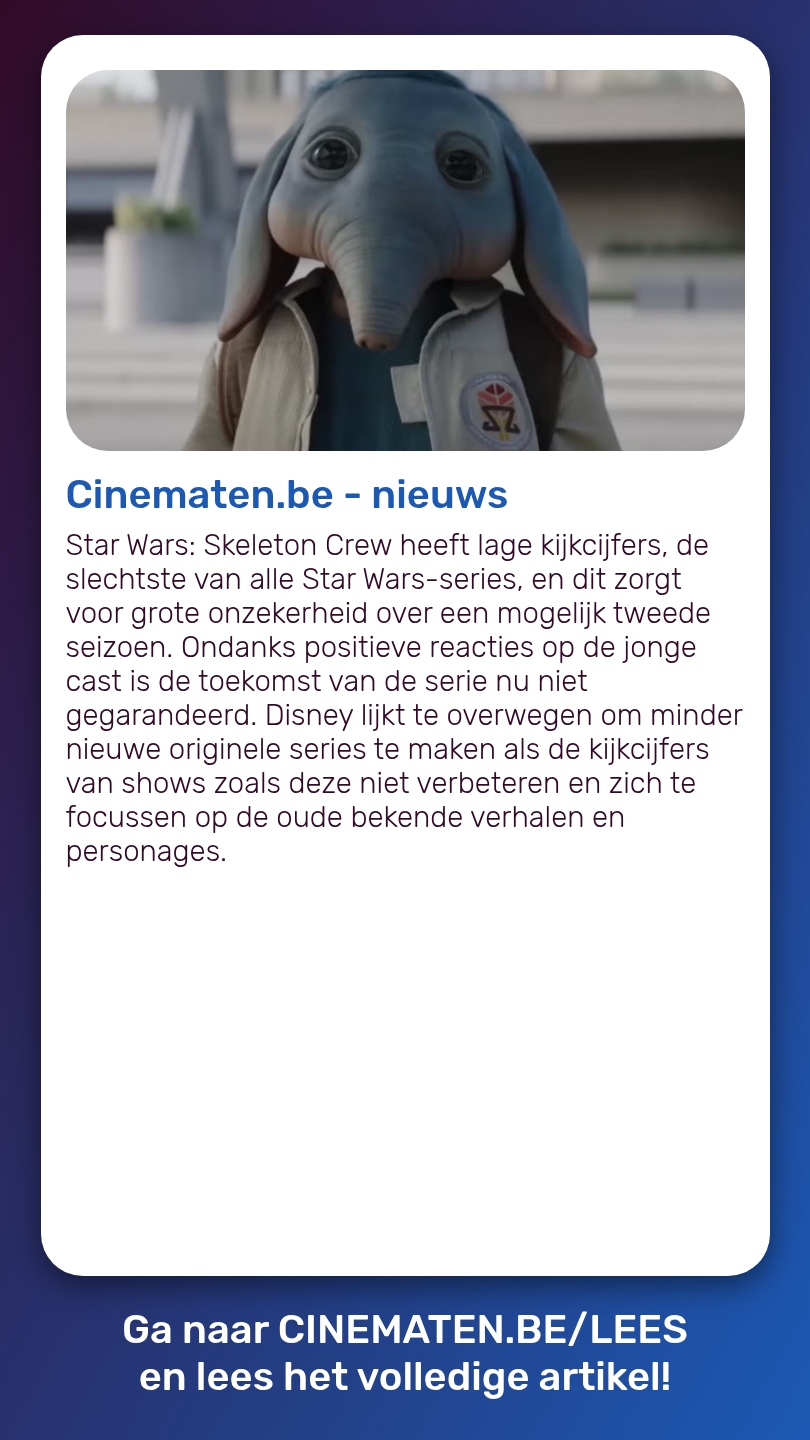 Cinematen.be - nieuws
Star Wars: Skeleton Crew heeft lage kijkcijfers, de
slechtste van alle Star Wars-series, en dit zorgt
voor grote onzekerheid over een mogelijk tweede
seizoen. Ondanks positieve reacties op de jonge
cast is de toekomst van de serie nu niet
gegarandeerd. Disney lijkt te overwegen om minder
nieuwe originele series te maken als de kijkcijfers
van shows zoals deze niet verbeteren en zich te
focussen op de oude bekende verhalen en
personages.
Ga naar CINEMATEN.BE/LEES
en lees het volledige artikel!